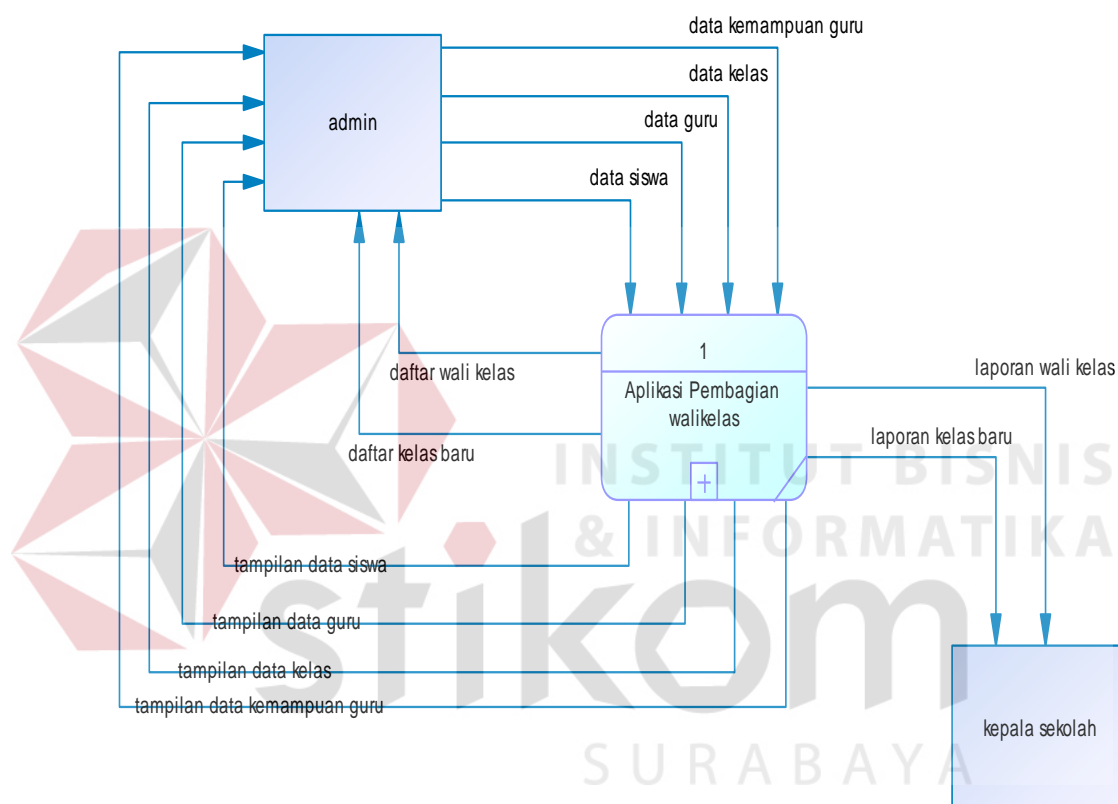 data kemampuan guru
data kelas
data guru
data siswa
admin
1
Aplikasi Pembagian
walikelas
daftar wali kelas
daftar kelas baru
laporan wali kelas
laporan kelas baru
INSTITUT BISNIS
& INFORMATIKA
stikom
SURABAYA
tampilan data siswa
tampilan data guru
tampilan data kelas
tampilan data kemampuan guru
kepala sekolah